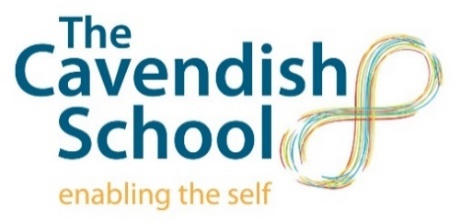 The
Cavendish
School
enabling the self